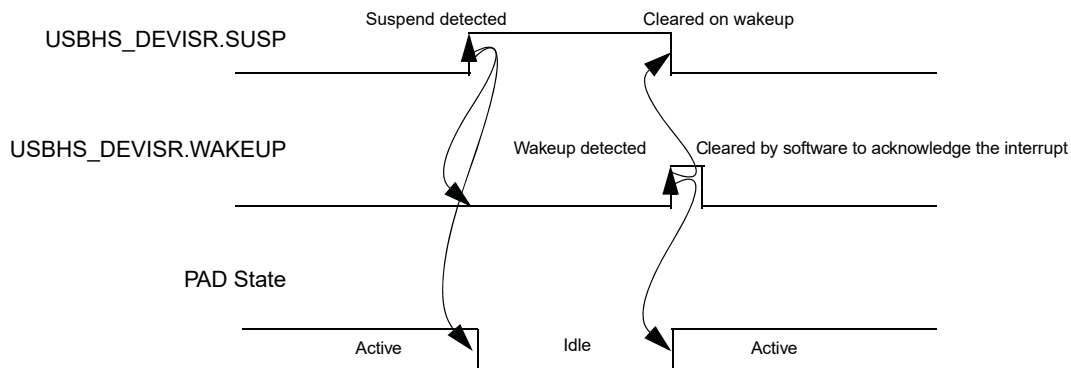 Suspend detected
Cleared on wakeup
USBHS_DEVISR.SUSP
USBHS_DEVISR.WAKEUP
Wakeup detected
Cleared by software to acknowledge the interrupt
PAD State
Active
Idle
Active